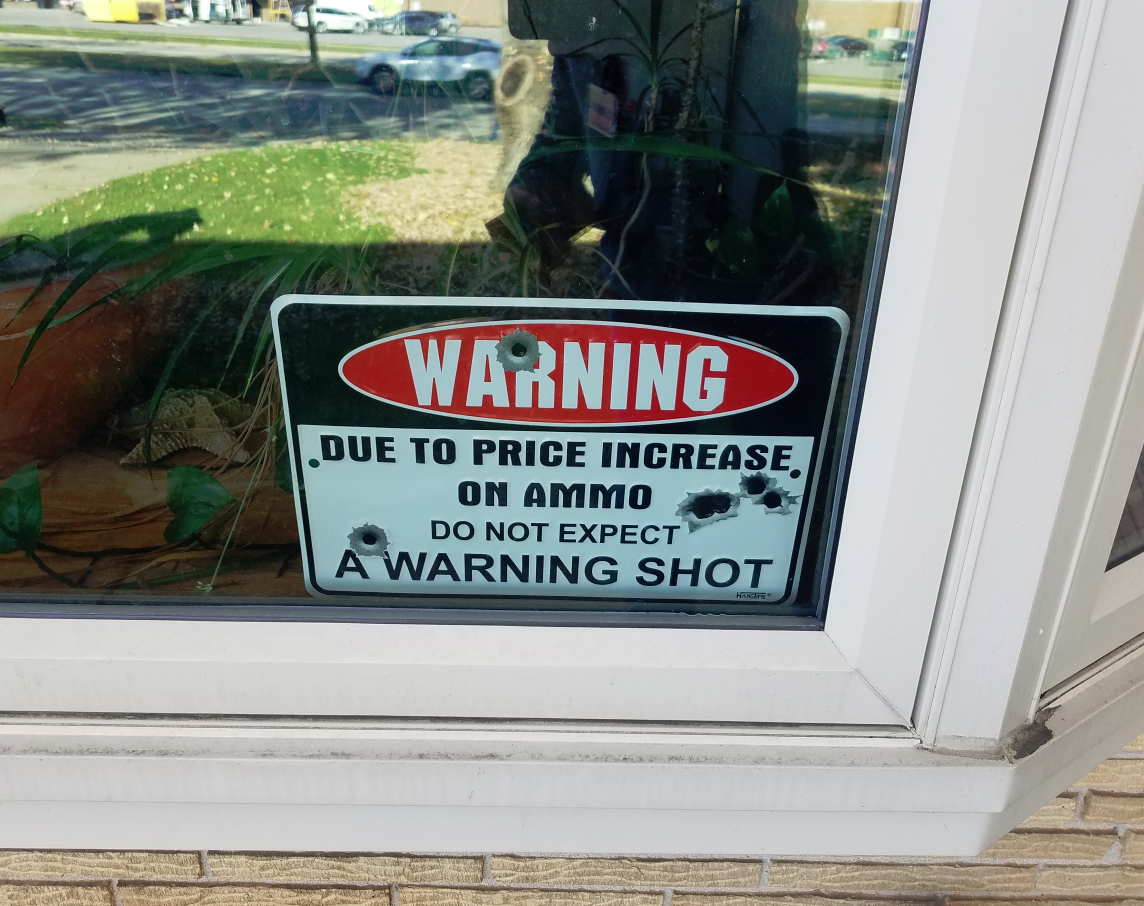 WARNING
DUE TO PRICE INCREASE
ON AMMO
DO NOT EXPECT
A WARNING SHOT